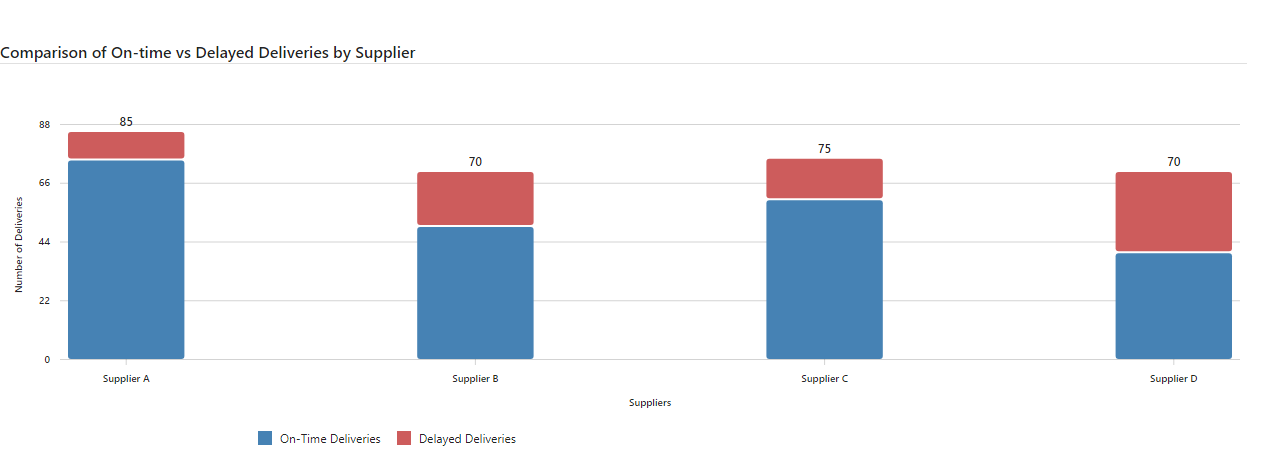 Comparison of On-time vs Delayed Deliveries by Supplier
88
66
44
22
0
Number of Deliveries
85
70
75
70
Supplier A
Supplier B
Supplier C
Supplier D
Suppliers
On-Time Deliveries
Delayed Deliveries